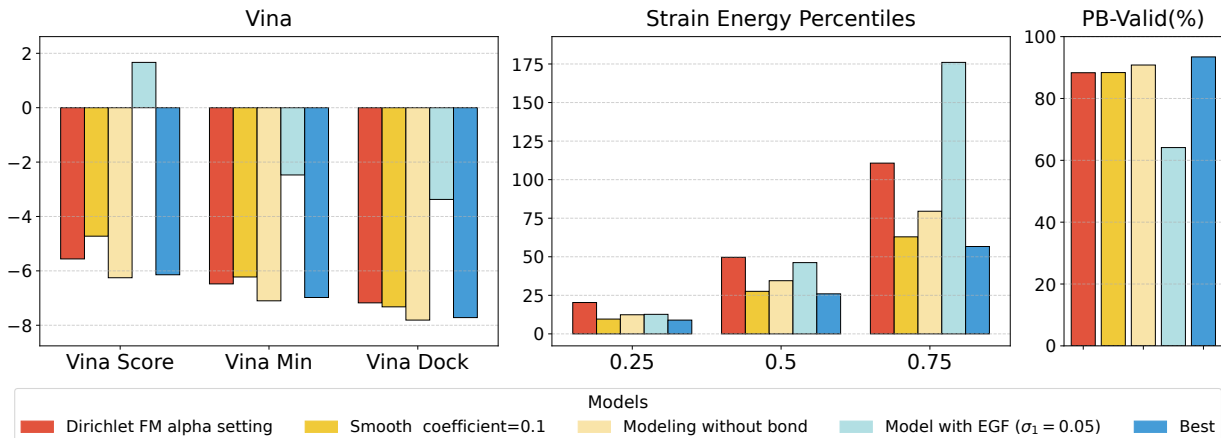 Vina
2
0
−2
−4
−6
−8
Vina Score Vina Min Vina Dock
Strain Energy Percentiles
175
150
125
100
75
50
25
0
0.25 0.5 0.75
PB-Valid(%)
100
80
60
40
20
0
Models
Dirichlet FM alpha setting Smooth coefficient=0.1 Modeling without bond Model with EGF (σ₁ = 0.05) Best